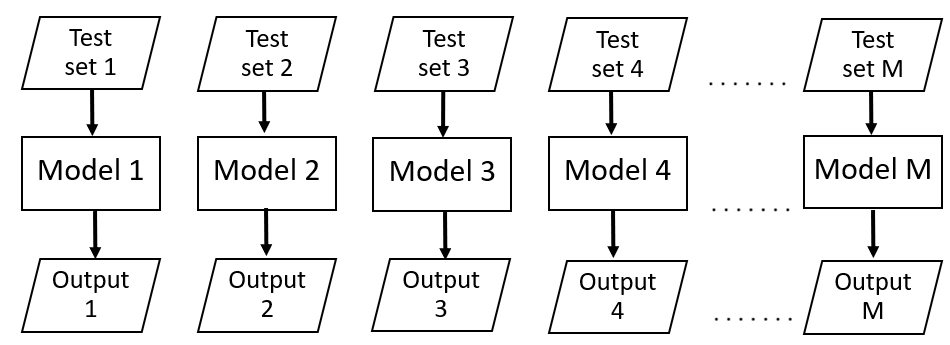 Test
set 1
Test
set 2
Test
set 3
Test
set 4
Test
set M
. . . . . . .
Model 1
Model 2
Model 3
Model 4
Model M
. . . . . . .
Output
1
Output
2
Output
3
Output
4
Output
M
. . . . . . .